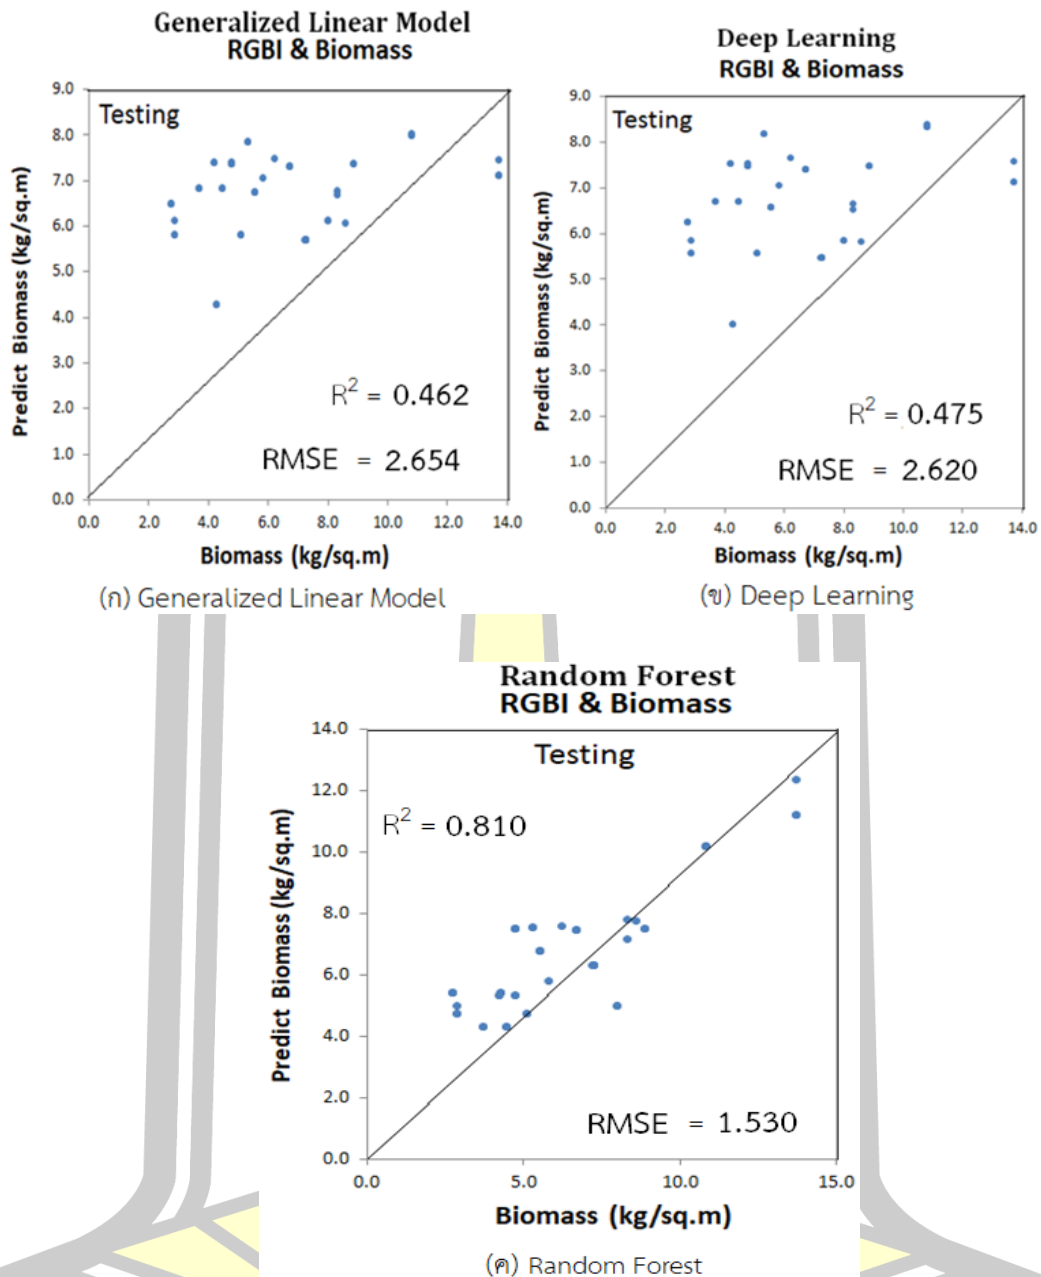 Generalized Linear Model
RGBI & Biomass
Testing
9.0
8.0
7.0
6.0
5.0
4.0
3.0
2.0
1.0
0.0
Predict Biomass (kg/sq.m)
R² = 0.462
RMSE = 2.654
0.0 2.0 4.0 6.0 8.0 10.0 12.0 14.0
Biomass (kg/sq.m)
(ก) Generalized Linear Model
Deep Learning
RGBI & Biomass
Testing
9.0
8.0
7.0
6.0
5.0
4.0
3.0
2.0
1.0
0.0
Predict Biomass (kg/sq.m)
R² = 0.475
RMSE = 2.620
0.0 2.0 4.0 6.0 8.0 10.0 12.0 14.0
Biomass (kg/sq.m)
(ข) Deep Learning
Random Forest
RGBI & Biomass
Testing
14.0
12.0
10.0
8.0
6.0
4.0
2.0
0.0
Predict Biomass (kg/sq.m)
R² = 0.810
RMSE = 1.530
0.0 5.0 10.0 15.0
Biomass (kg/sq.m)
(ค) Random Forest